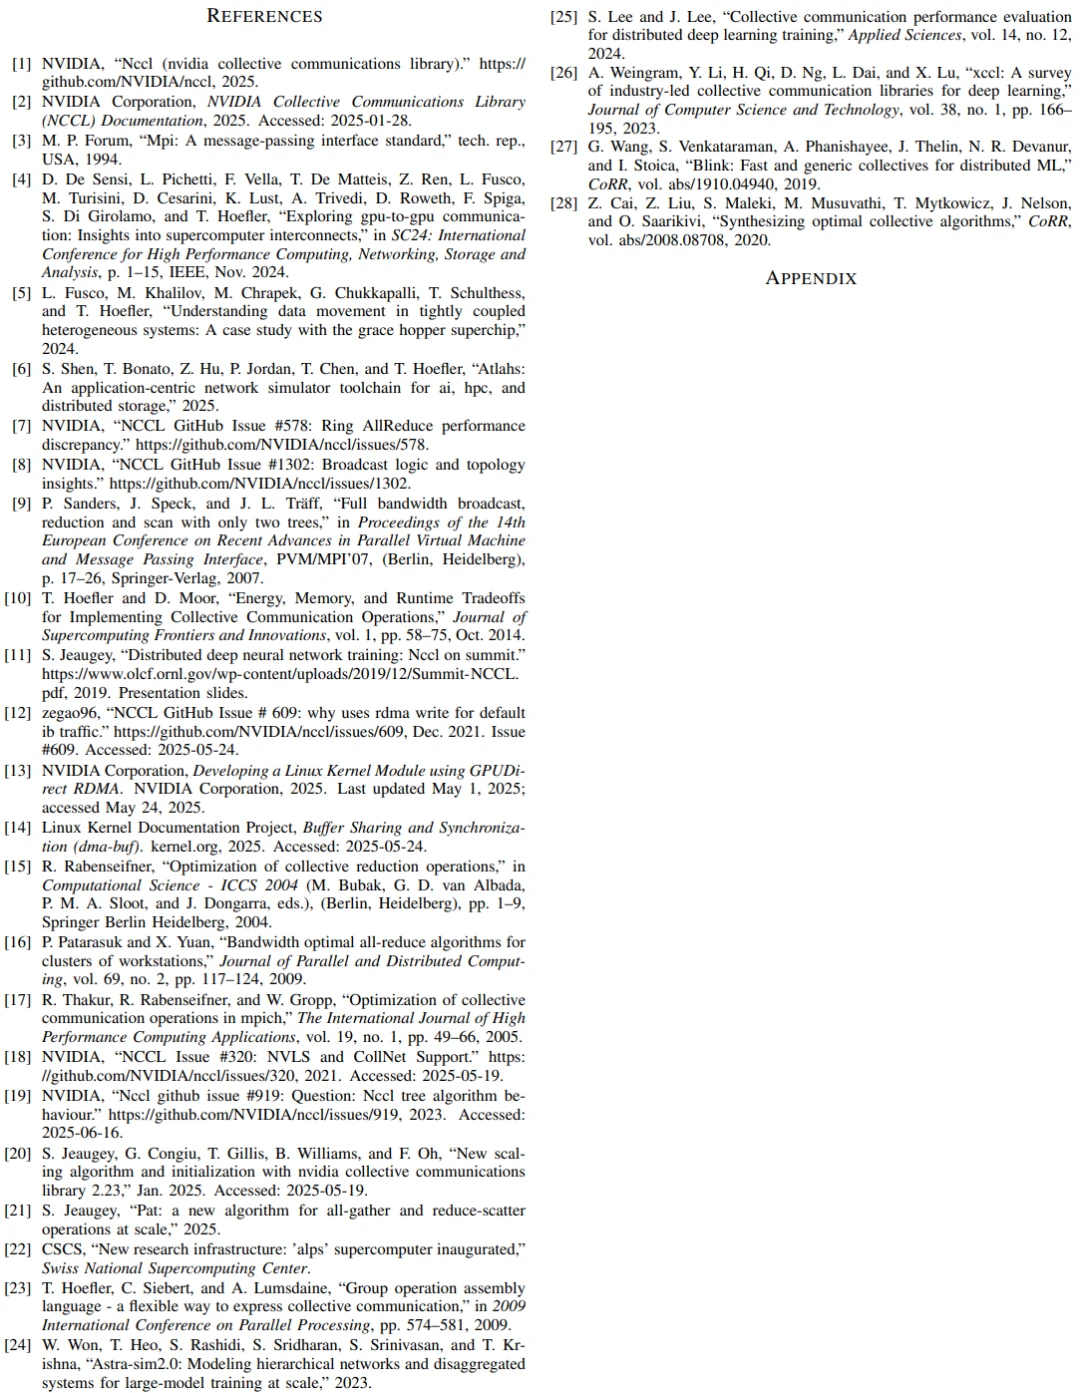 REFERENCES
[1] NVIDIA, “Nccl (nvidia collective communications library).” https://
github.com/NVIDIA/nccl, 2025.
[2] NVIDIA Corporation, NVIDIA Collective Communications Library
(NCCL) Documentation, 2025. Accessed: 2025-01-28.
[3] M. P. Forum, “Mpi: A message-passing interface standard,” tech. rep.,
USA, 1994.
[4] D. De Sensi, L. Pichetti, F. Vella, T. De Matteis, Z. Ren, L. Fusco,
M. Turisini, D. Cesarini, K. Lust, A. Trivedi, D. Roweth, F. Spiga,
S. Di Girolamo, and T. Hoefler, “Exploring gpu-to-gpu communica-
tion: Insights into supercomputer interconnects,” in SC24: International
Conference for High Performance Computing, Networking, Storage and
Analysis, p. 1–15, IEEE, Nov. 2024.
[5] L. Fusco, M. Khalilov, M. Chrapek, G. Chukkapalli, T. Schulthess,
and T. Hoefler, “Understanding data movement in tightly coupled
heterogeneous systems: A case study with the grace hopper superchip,”
2024.
[6] S. Shen, T. Bonato, Z. Hu, P. Jordan, T. Chen, and T. Hoefler, “Atlahs:
An application-centric network simulator toolchain for ai, hpc, and
distributed storage,” 2025.
[7] NVIDIA, “NCCL GitHub Issue #578: Ring AllReduce performance
discrepancy.” https://github.com/NVIDIA/nccl/issues/578.
[8] NVIDIA, “NCCL GitHub Issue #1302: Broadcast logic and topology
insights.” https://github.com/NVIDIA/nccl/issues/1302.
[9] P. Sanders, J. Speck, and J. L. Träff, “Full bandwidth broadcast,
reduction and scan with only two trees,” in Proceedings of the 14th
European Conference on Recent Advances in Parallel Virtual Machine
and Message Passing Interface, PVM/MPI’07, (Berlin, Heidelberg),
p. 17–26, Springer-Verlag, 2007.
[10] T. Hoefler and D. Moor, “Energy, Memory, and Runtime Tradeoffs
for Implementing Collective Communication Operations,” Journal of
Supercomputing Frontiers and Innovations, vol. 1, pp. 58–75, Oct. 2014.
[11] S. Jeaugey, “Distributed deep neural network training: Nccl on summit.”
https://www.olcf.ornl.gov/wp-content/uploads/2019/12/Summit-NCCL.
pdf, 2019. Presentation slides.
[12] zegao96, “NCCL GitHub Issue # 609: why uses rdma write for default
ib traffic.” https://github.com/NVIDIA/nccl/issues/609, Dec. 2021. Issue
#609. Accessed: 2025-05-24.
[13] NVIDIA Corporation, Developing a Linux Kernel Module using GPUDi-
rect RDMA. NVIDIA Corporation, 2025. Last updated May 1, 2025;
accessed May 24, 2025.
[14] Linux Kernel Documentation Project, Buffer Sharing and Synchroniza-
tion (dma-buf). kernel.org, 2025. Accessed: 2025-05-24.
[15] R. Rabenseifner, “Optimization of collective reduction operations,” in
Computational Science - ICCS 2004 (M. Bubak, G. D. van Albada,
P. M. A. Sloot, and J. Dongarra, eds.), (Berlin, Heidelberg), pp. 1–9,
Springer Berlin Heidelberg, 2004.
[16] P. Patarasuk and X. Yuan, “Bandwidth optimal all-reduce algorithms for
clusters of workstations,” Journal of Parallel and Distributed Comput-
ing, vol. 69, no. 2, pp. 117–124, 2009.
[17] R. Thakur, R. Rabenseifner, and W. Gropp, “Optimization of collective
communication operations in mpich,” The International Journal of High
Performance Computing Applications, vol. 19, no. 1, pp. 49–66, 2005.
[18] NVIDIA, “NCCL Issue #320: NVLS and CollNet Support.” https:
//github.com/NVIDIA/nccl/issues/320, 2021. Accessed: 2025-05-19.
[19] NVIDIA, “Nccl github issue #919: Question: Nccl tree algorithm be-
haviour.” https://github.com/NVIDIA/nccl/issues/919, 2023. Accessed:
2025-06-16.
[20] S. Jeaugey, G. Congiu, T. Gillis, B. Williams, and F. Oh, “New scal-
ing algorithm and initialization with nvidia collective communications
library 2.23,” Jan. 2025. Accessed: 2025-05-19.
[21] S. Jeaugey, “Pat: a new algorithm for all-gather and reduce-scatter
operations at scale,” 2025.
[22] CSCS, “New research infrastructure: ’alps’ supercomputer inaugurated,”
Swiss National Supercomputing Center.
[23] T. Hoefler, C. Siebert, and A. Lumsdaine, “Group operation assembly
language - a flexible way to express collective communication,” in 2009
International Conference on Parallel Processing, pp. 574–581, 2009.
[24] W. Won, T. Heo, S. Rashidi, S. Sridharan, S. Srinivasan, and T. Kr-
ishna, “Astra-sim2.0: Modeling hierarchical networks and disaggregated
systems for large-model training at scale,” 2023.
[25] S. Lee and J. Lee, “Collective communication performance evaluation
for distributed deep learning training,” Applied Sciences, vol. 14, no. 12,
2024.
[26] A. Weingram, Y. Li, H. Qi, D. Ng, L. Dai, and X. Lu, “xccl: A survey
of industry-led collective communication libraries for deep learning,”
Journal of Computer Science and Technology, vol. 38, no. 1, pp. 166–
195, 2023.
[27] G. Wang, S. Venkataraman, A. Phanishayee, J. Thelin, N. R. Devanur,
and I. Stoica, “Blink: Fast and generic collectives for distributed ML,”
CoRR, vol. abs/1910.04940, 2019.
[28] Z. Cai, Z. Liu, S. Maleki, M. Musuvathi, T. Mytkowicz, J. Nelson,
and O. Saarikivi, “Synthesizing optimal collective algorithms,” CoRR,
vol. abs/2008.08708, 2020.
APPENDIX